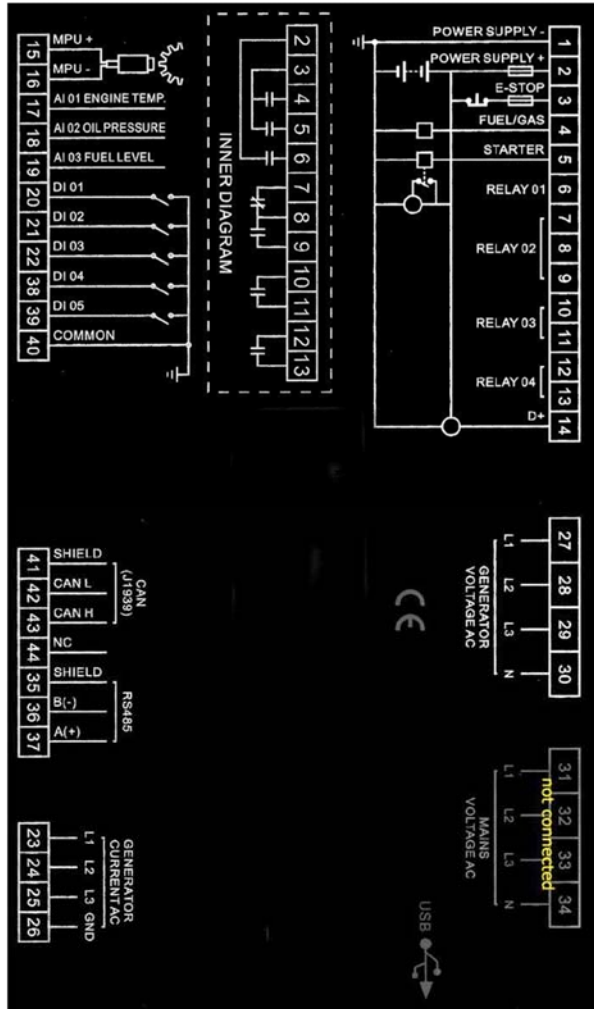 15 MPU +
16 MPU -
17 AI 01 ENGINE TEMP.
18 AI 02 OIL PRESSURE
19 AI 03 FUEL LEVEL
20 DI 01
21 DI 02
22 DI 03
38 DI 04
39 DI 05
40 COMMON
INNER DIAGRAM
2
3
4
5
6
7
8
9
10
11
12
13
POWER SUPPLY - 1
POWER SUPPLY + 2
E-STOP 3
FUEL/GAS 4
STARTER 5
RELAY 01 6
7
RELAY 02 8
9
RELAY 03 10
11
RELAY 04 12
13
D+ 14
41 SHIELD
42 CAN L
43 CAN H
CAN
(J1939)
44 NC
35 SHIELD
36 B(-)
37 A(+)
RS485
23 L1
24 L2
25 L3
26 GND
GENERATOR
CURRENT AC
CE
L1 27
L2 28
L3 29
N 30
GENERATOR
VOLTAGE AC
L1 31
L2 32
L3 33
N 34
not connected
MAINS
VOLTAGE AC
USB